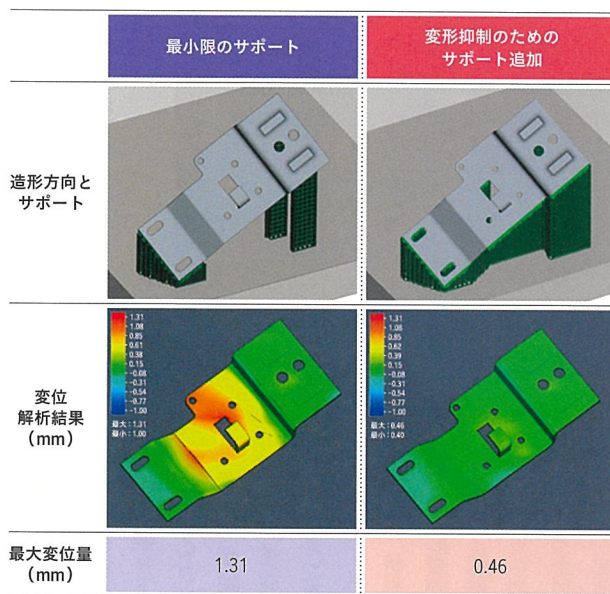 最小限のサポート
変形抑制のための
サポート追加
造形方向と
サポート
変位
解析結果
(mm)
1.31
1.08
0.85
0.61
0.38
0.15
-0.08
-0.31
-0.54
-0.77
-1.00
最大:1.31
最小:1.00
1.31
1.08
0.85
0.62
0.39
0.15
-0.08
-0.31
-0.54
-0.77
-1.00
最大:0.46
最小:0.40
最大変位量
(mm)
1.31
0.46